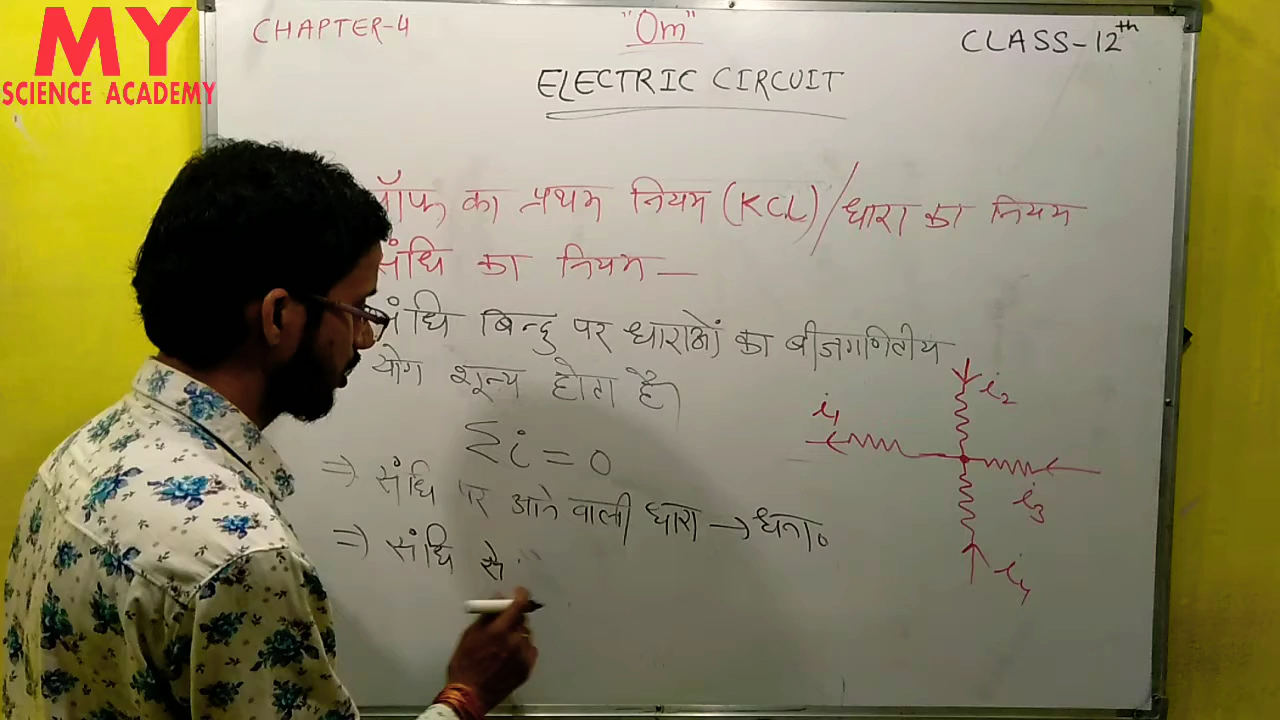 MY
SCIENCE ACADEMY
CHAPTER-4
"Om"
CLASS-12th
ELECTRIC CIRCUIT
का प्रथम नियम (KCL)/धारा का नियम
संधि का नियम —
संधि बिन्दु पर धाराओं का बीजगणितीय
योग शून्य होता है।
Σi = 0
⇒ संधि पर आने वाली धारा → धना॰
⇒ संधि से
i1
i2
i3
i4